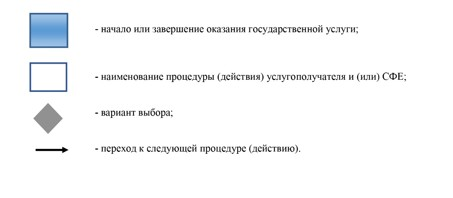 - начало или завершение оказания государственной услуги;
- наименование процедуры (действия) услугополучателя и (или) СФЕ;
- вариант выбора;
- переход к следующей процедуре (действию).